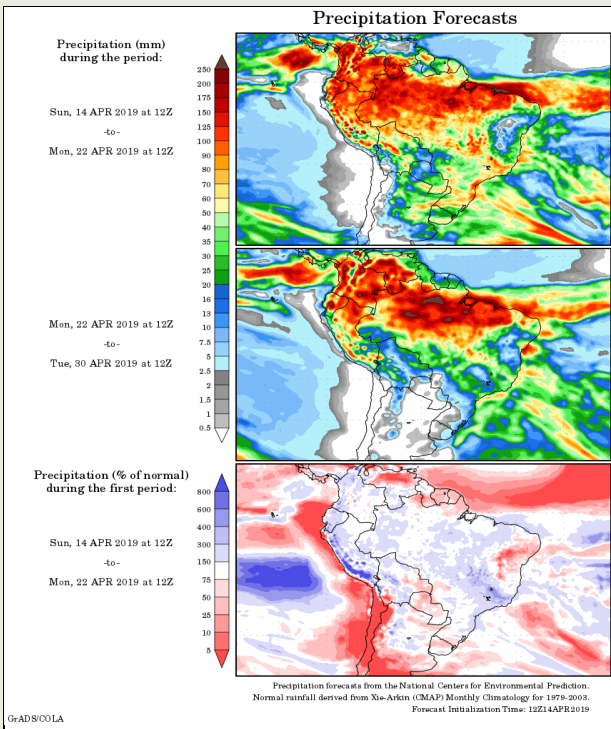 Precipitation Forecasts
Precipitation (mm)
during the period:
Sun, 14 APR 2019 at 12Z
-to-
Mon, 22 APR 2019 at 12Z
250
200
175
150
125
100
90
80
70
60
50
40
35
30
25
20
16
13
10
7.5
5
2.5
2
1.5
1
0.5
Mon, 22 APR 2019 at 12Z
-to-
Tue, 30 APR 2019 at 12Z
Precipitation (% of normal)
during the first period:
Sun, 14 APR 2019 at 12Z
-to-
Mon, 22 APR 2019 at 12Z
800
600
400
300
150
75
50
25
10
5
Precipitation forecasts from the National Centers for Environmental Prediction.
Normal rainfall derived from Xie-Arkin (CMAP) Monthly Climatology for 1979-2003.
Forecast Initialization Time: 12Z14APR2019
GrADS/COLA